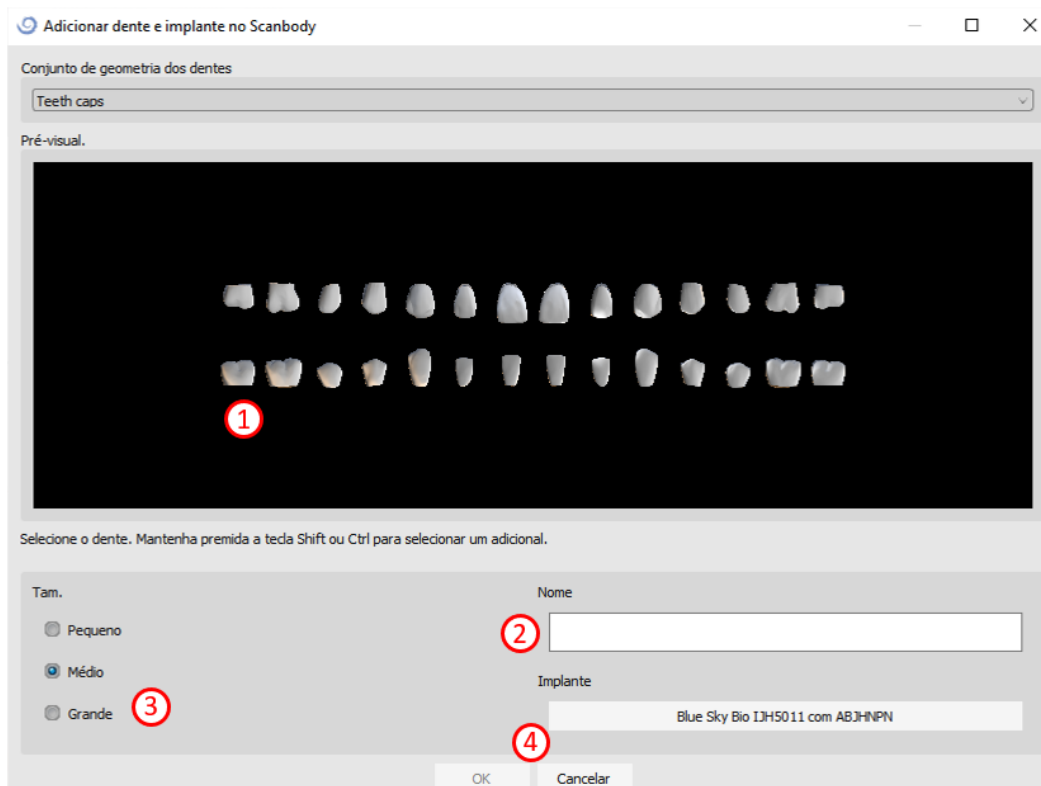 Adicionar dente e implante no Scanbody
Conjunto de geometria dos dentes
Teeth caps
Pré-visual.
1
Selecione o dente. Mantenha premida a tecla Shift ou Ctrl para selecionar um adicional.
Tam.
Nome
Pequeno
2
Médio
Implante
Grande
3
Blue Sky Bio IJH5011 com ABJHNPN
4
OK
Cancelar